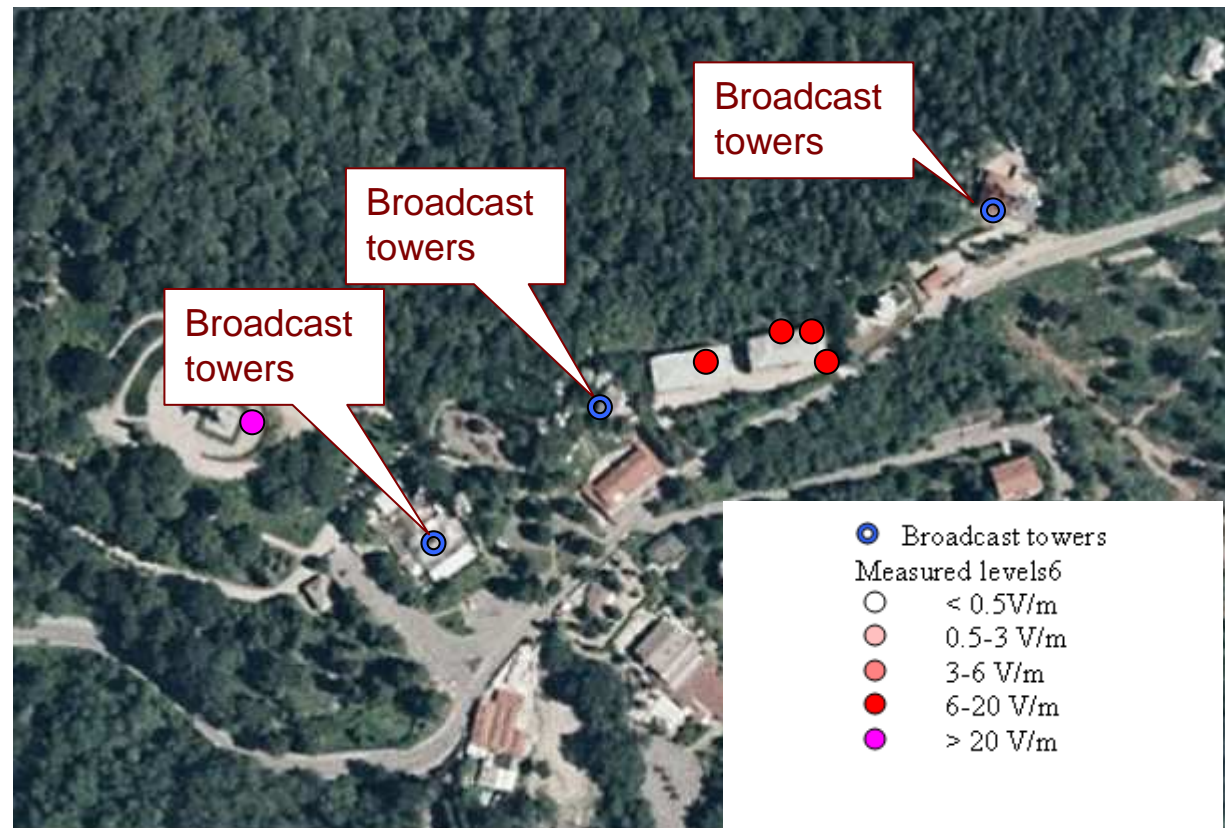 Broadcast
towers
Broadcast
towers
Broadcast
towers
Broadcast towers
Measured levels6
< 0.5V/m
0.5-3 V/m
3-6 V/m
6-20 V/m
> 20 V/m